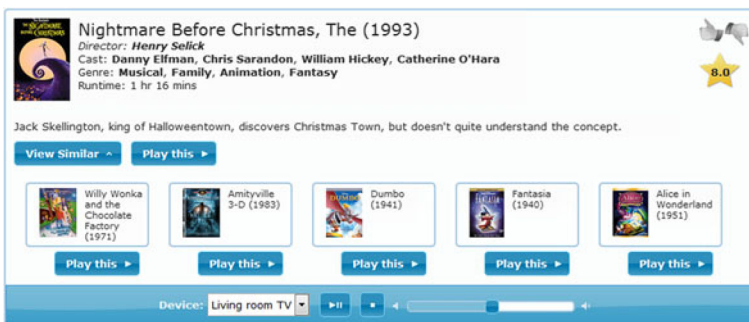 Nightmare Before Christmas, The (1993)
Director: Henry Selick
Cast: Danny Elfman, Chris Sarandon, William Hickey, Catherine O'Hara
Genre: Musical, Family, Animation, Fantasy
Runtime: 1 hr 16 mins
8.0
Jack Skellington, king of Halloweentown, discovers Christmas Town, but doesn't quite understand the concept.
View Similar
Play this
Willy Wonka
and the
Chocolate
Factory
(1971)
Amityville
3-D (1983)
Dumbo
(1941)
Fantasia
(1940)
Alice in
Wonderland
(1951)
Play this
Play this
Play this
Play this
Play this
Device: Living room TV